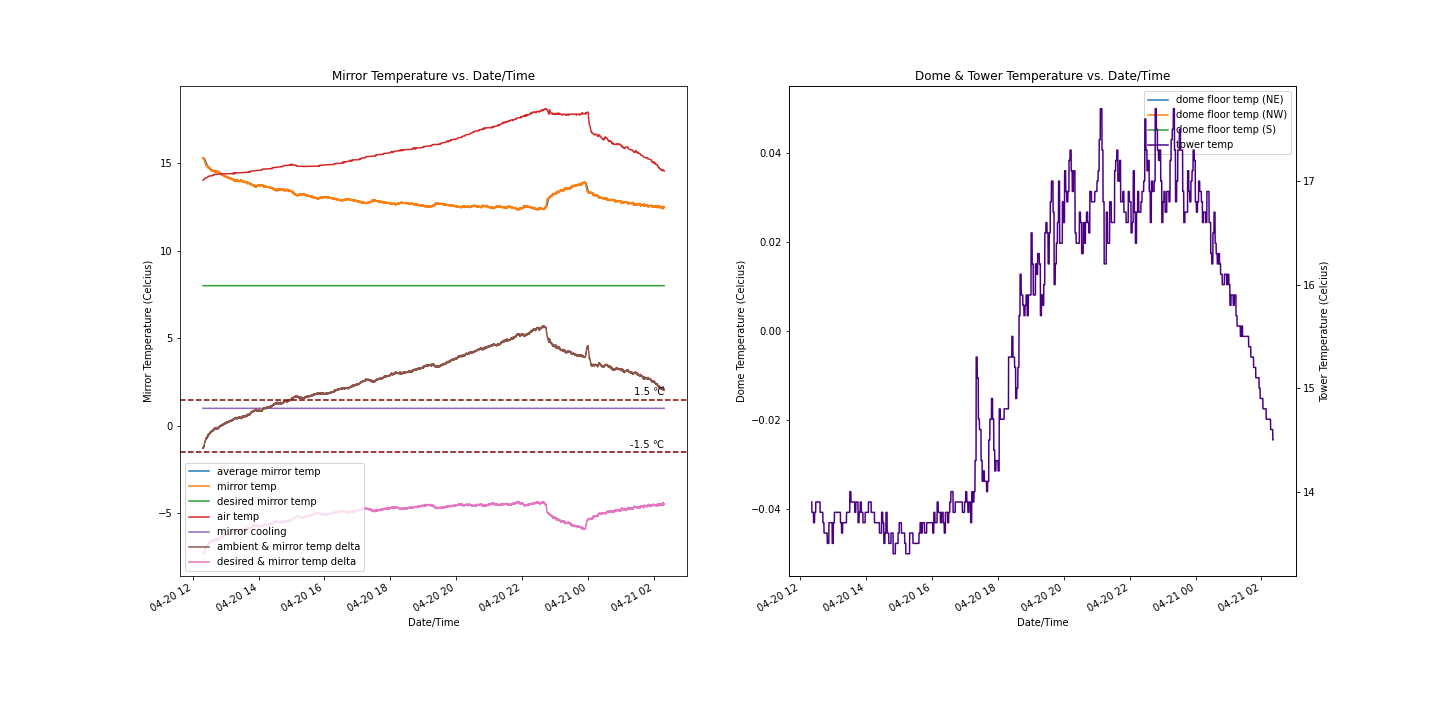 Mirror Temperature vs. Date/Time
Mirror Temperature (Celcius)
15
10
5
0
−5
1.5 °C
-1.5 °C
average mirror temp
mirror temp
desired mirror temp
air temp
mirror cooling
ambient & mirror temp delta
desired & mirror temp delta
04-20 12
04-20 14
04-20 16
04-20 18
04-20 20
04-20 22
04-21 00
04-21 02
Date/Time
Dome & Tower Temperature vs. Date/Time
Dome Temperature (Celcius)
0.04
0.02
0.00
−0.02
−0.04
dome floor temp (NE)
dome floor temp (NW)
dome floor temp (S)
tower temp
17
16
15
14
Tower Temperature (Celcius)
04-20 12
04-20 14
04-20 16
04-20 18
04-20 20
04-20 22
04-21 00
04-21 02
Date/Time